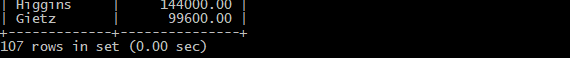 | Higgins     |     144000.00 |
| Gietz       |      99600.00 |
+-------------+---------------+
107 rows in set (0.00 sec)